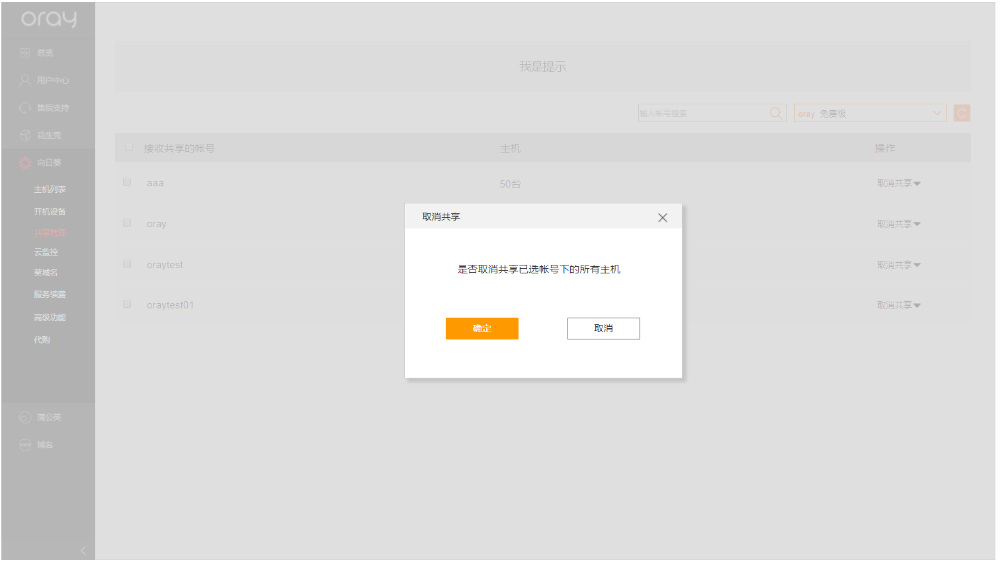 oray
总览
用户中心
售后支持
花生壳
向日葵
主机列表
开机设备
共享管理
云监控
葵域名
服务续费
高级功能
代购
蒲公英
域名
我是提示
输入帐号搜索
oray 免费级
接收共享的帐号 主机 操作
aaa 50台 取消共享
oray 取消共享
oraytest 取消共享
oraytest01 取消共享
取消共享
是否取消共享已选帐号下的所有主机
确定 取消